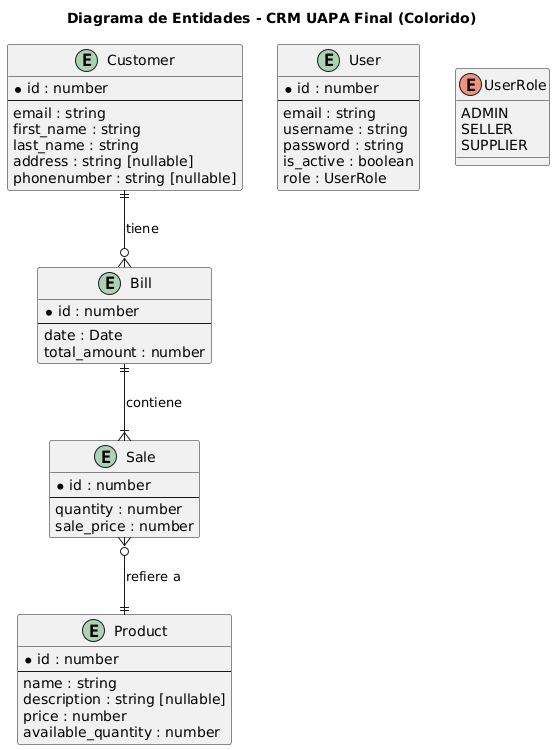 Diagrama de Entidades - CRM UAPA Final (Colorido)
E Customer
* id : number
email : string
first_name : string
last_name : string
address : string [nullable]
phonenumber : string [nullable]
E User
* id : number
email : string
username : string
password : string
is_active : boolean
role : UserRole
E UserRole
ADMIN
SELLER
SUPPLIER
tiene
E Bill
* id : number
date : Date
total_amount : number
contiene
E Sale
* id : number
quantity : number
sale_price : number
refiere a
E Product
* id : number
name : string
description : string [nullable]
price : number
available_quantity : number